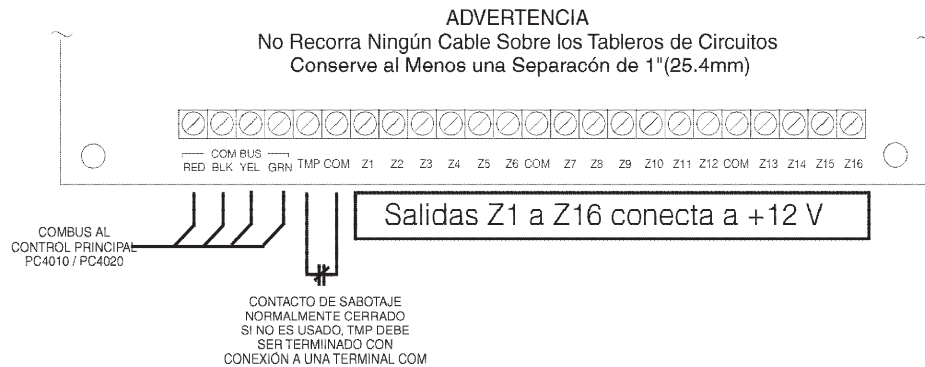 ADVERTENCIA
No Recorra Ningún Cable Sobre los Tableros de Circuitos
Conserve al Menos una Separacón de 1"(25.4mm)
COM BUS
RED BLK YEL GRN TMP COM Z1 Z2 Z3 Z4 Z5 Z6 COM Z7 Z8 Z9 Z10 Z11 Z12 COM Z13 Z14 Z15 Z16
Salidas Z1 a Z16 conecta a +12 V
COMBUS AL
CONTROL PRINCIPAL
PC4010 / PC4020
CONTACTO DE SABOTAJE
NORMALMENTE CERRADO
SI NO ES USADO, TMP DEBE
SER TERMINADO CON
CONEXIÓN A UNA TERMINAL COM